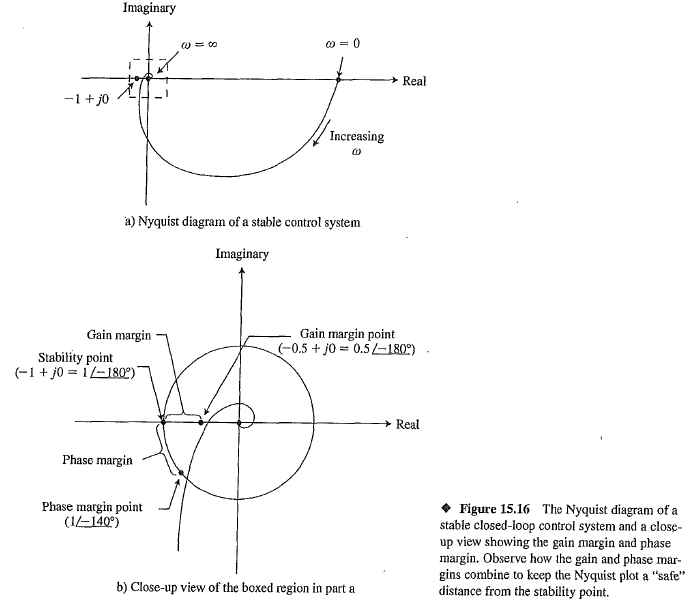 Imaginary
ω = ∞
ω = 0
Real
−1 + j0
Increasing
ω
a) Nyquist diagram of a stable control system
Imaginary
Gain margin
Gain margin point
(−0.5 + j0 = 0.5/−180°)
Stability point
(−1 + j0 = 1/−180°)
Real
Phase margin
Phase margin point
(1/−140°)
b) Close-up view of the boxed region in part a
◆ Figure 15.16 The Nyquist diagram of a
stable closed-loop control system and a close-
up view showing the gain margin and phase
margin. Observe how the gain and phase mar-
gins combine to keep the Nyquist plot a “safe”
distance from the stability point.